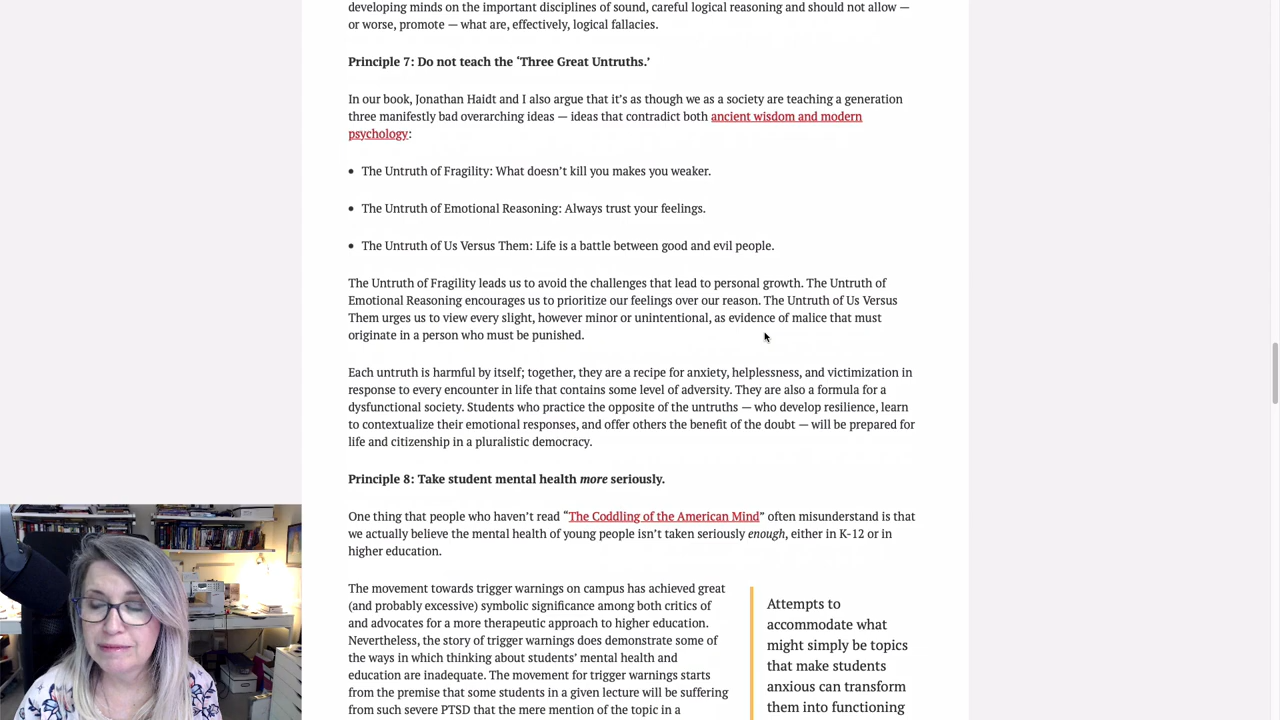 developing minds on the important disciplines of sound, careful logical reasoning and should not allow —
or worse, promote — what are, effectively, logical fallacies.
Principle 7: Do not teach the ‘Three Great Untruths.’
In our book, Jonathan Haidt and I also argue that it’s as though we as a society are teaching a generation
three manifestly bad overarching ideas — ideas that contradict both ancient wisdom and modern
psychology:
• The Untruth of Fragility: What doesn’t kill you makes you weaker.
• The Untruth of Emotional Reasoning: Always trust your feelings.
• The Untruth of Us Versus Them: Life is a battle between good and evil people.
The Untruth of Fragility leads us to avoid the challenges that lead to personal growth. The Untruth of
Emotional Reasoning encourages us to prioritize our feelings over our reason. The Untruth of Us Versus
Them urges us to view every slight, however minor or unintentional, as evidence of malice that must
originate in a person who must be punished.
Each untruth is harmful by itself; together, they are a recipe for anxiety, helplessness, and victimization in
response to every encounter in life that contains some level of adversity. They are also a formula for a
dysfunctional society. Students who practice the opposite of the untruths — who develop resilience, learn
to contextualize their emotional responses, and offer others the benefit of the doubt — will be prepared for
life and citizenship in a pluralistic democracy.
Principle 8: Take student mental health more seriously.
One thing that people who haven’t read “The Coddling of the American Mind” often misunderstand is that
we actually believe the mental health of young people isn’t taken seriously enough, either in K-12 or in
higher education.
The movement towards trigger warnings on campus has achieved great
(and probably excessive) symbolic significance among both critics of
and advocates for a more therapeutic approach to higher education.
Nevertheless, the story of trigger warnings does demonstrate some of
the ways in which thinking about students’ mental health and
education are inadequate. The movement for trigger warnings starts
from the premise that some students in a given lecture will be suffering
from such severe PTSD that the mere mention of the topic in a
Attempts to
accommodate what
might simply be topics
that make students
anxious can transform
them into functioning